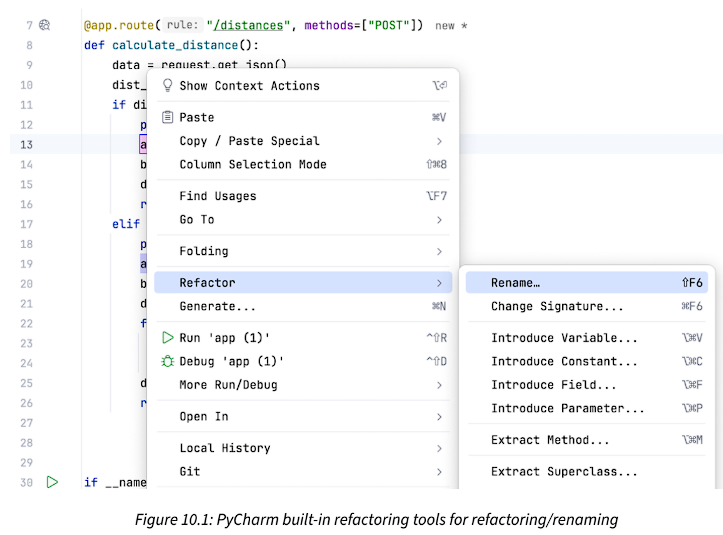 7 @app.route( rule: "/distances", methods=["POST"]) new *
8 def calculate_distance():
9 data = request.get_json()
10 dist_
11 if di
12 p
13 a
14 b
15 d
16 r
17 elif
18 p
19 a
20 b
21 d
22 f
23
24
25 d
26 r
27
28
29
30 if __name
Show Context Actions ⌥⏎
Paste ⌘V
Copy / Paste Special >
Column Selection Mode ⇧⌘8
Find Usages ⌥F7
Go To >
Folding >
Refactor >
Generate... ⌘N
Run 'app (1)' ^⇧R
Debug 'app (1)' ^⇧D
More Run/Debug >
Open In >
Local History >
Git >
Rename… ⇧F6
Change Signature... ⌘F6
Introduce Variable... ⌥⌘V
Introduce Constant... ⌥⌘C
Introduce Field... ⌥⌘F
Introduce Parameter... ⌥⌘P
Extract Method... ⌥⌘M
Extract Superclass...
Figure 10.1: PyCharm built-in refactoring tools for refactoring/renaming